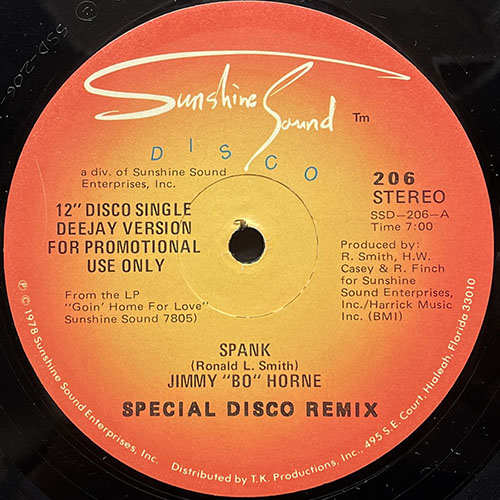 Sunshine Sound Tm
DISCO
a div. of Sunshine Sound
Enterprises, Inc.
12" DISCO SINGLE
DEEJAY VERSION
FOR PROMOTIONAL
USE ONLY
From the LP
"Goin' Home For Love"
Sunshine Sound 7805)
206
STEREO
SSD-206-A
Time 7:00
Produced by:
R. Smith, H.W.
Casey & R. Finch
for Sunshine
Sound Enterprises,
Inc./Harrick Music
Inc. (BMI)
SPANK
(Ronald L. Smith)
JIMMY "BO" HORNE
SPECIAL DISCO REMIX
℗ © 1978 Sunshine Sound Enterprises, Inc.
Distributed by T.K. Productions, Inc., 495 S.E. Court, Hialeah, Florida 33010
SSD-206-